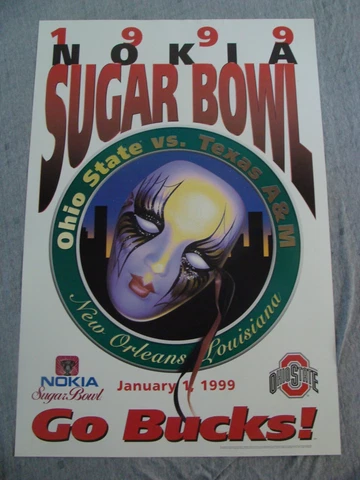 1999
NOKIA
SUGAR BOWL
Ohio State vs. Texas A&M
New Orleans Louisiana
NOKIA
Sugar Bowl
January 1, 1999
OHIO STATE
Go Bucks!